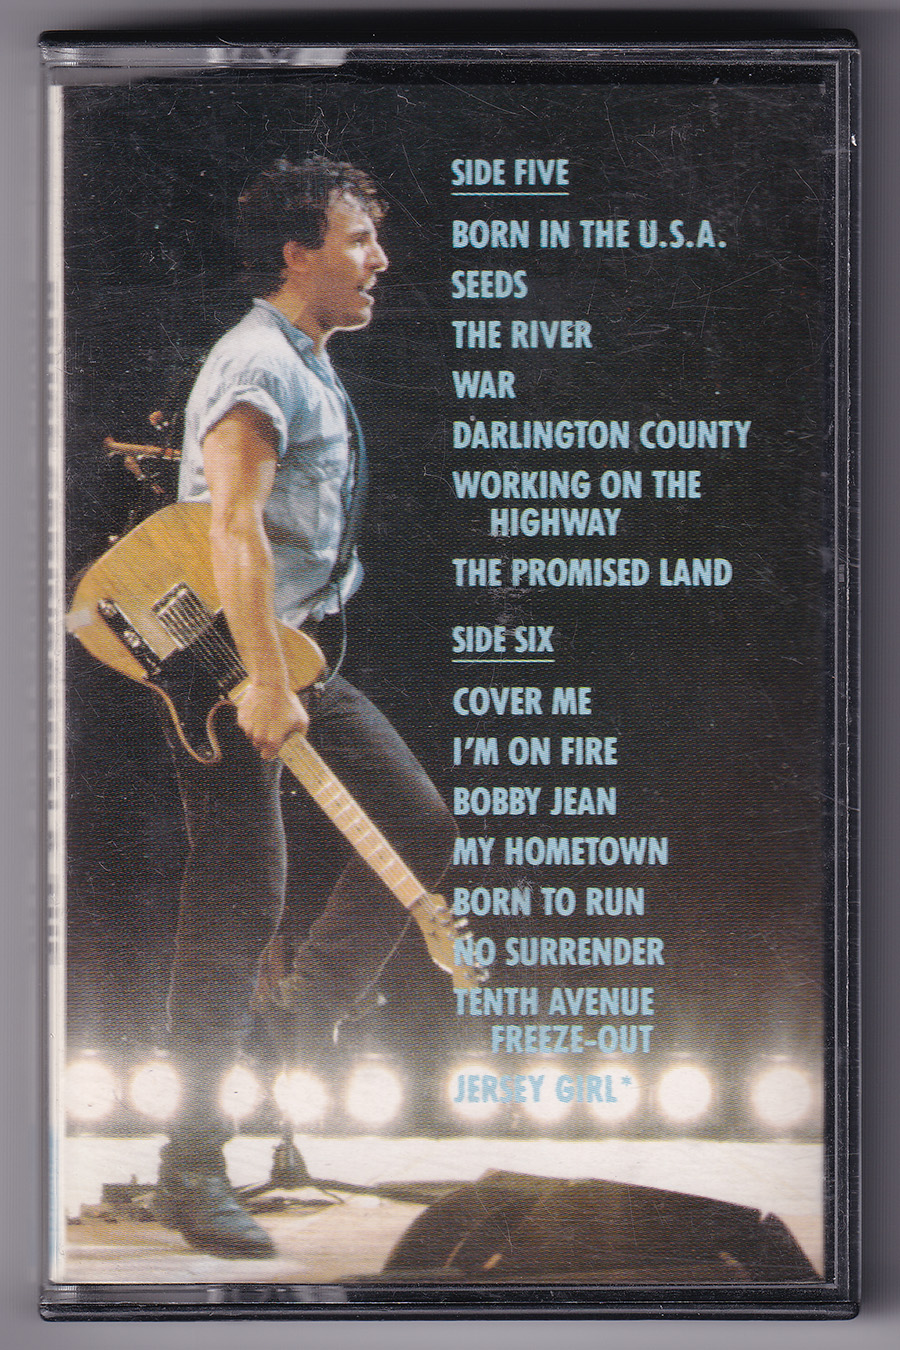 SIDE FIVE
BORN IN THE U.S.A.
SEEDS
THE RIVER
WAR
DARLINGTON COUNTY
WORKING ON THE
HIGHWAY
THE PROMISED LAND
SIDE SIX
COVER ME
I'M ON FIRE
BOBBY JEAN
MY HOMETOWN
BORN TO RUN
NO SURRENDER
TENTH AVENUE
FREEZE-OUT
JERSEY GIRL*